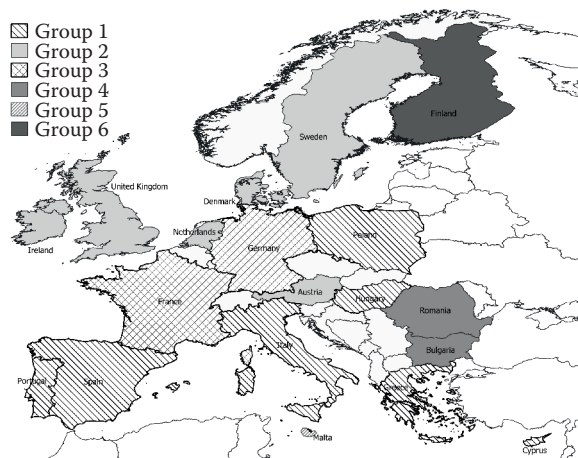 Group 1
Group 2
Group 3
Group 4
Group 5
Group 6
Finland
Sweden
United Kingdom
Denmark
Ireland
Netherlands
Poland
Germany
Austria
France
Hungary
Romania
Italy
Bulgaria
Portugal
Spain
Greece
Malta
Cyprus